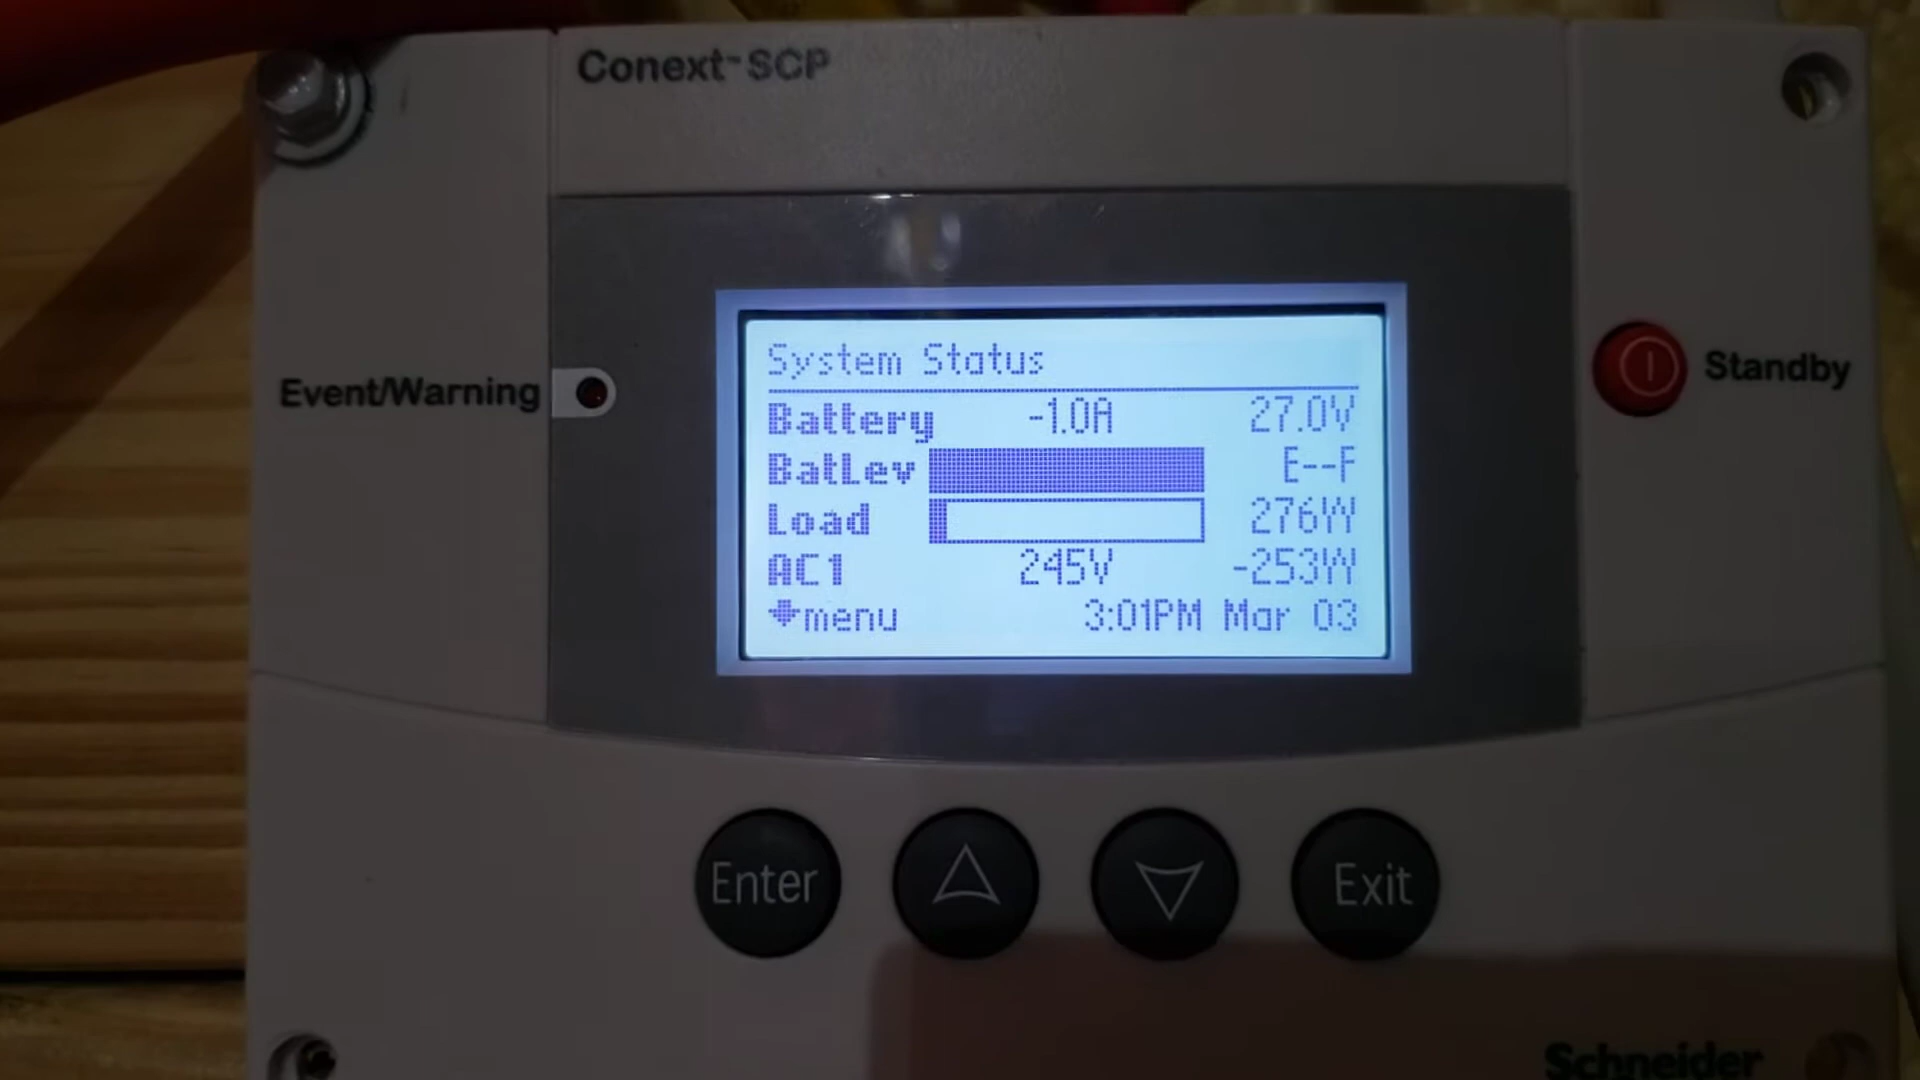 Conext™ SCP
Event/Warning
Standby
System Status
Battery -1.0A 27.0V
BatLev E--F
Load 276W
AC1 245V -253W
menu 3:01PM Mar 03
Enter Exit
Schneider